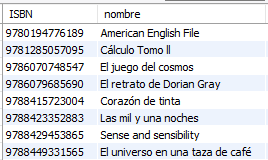 ISBN nombre
9780194776189 American English File
9781285057095 Cálculo Tomo ll
9786070748547 El juego del cosmos
9786079685690 El retrato de Dorian Gray
9788415723004 Corazón de tinta
9788423352883 Las mil y una noches
9788429453865 Sense and sensibility
9788449331565 El universo en una taza de café